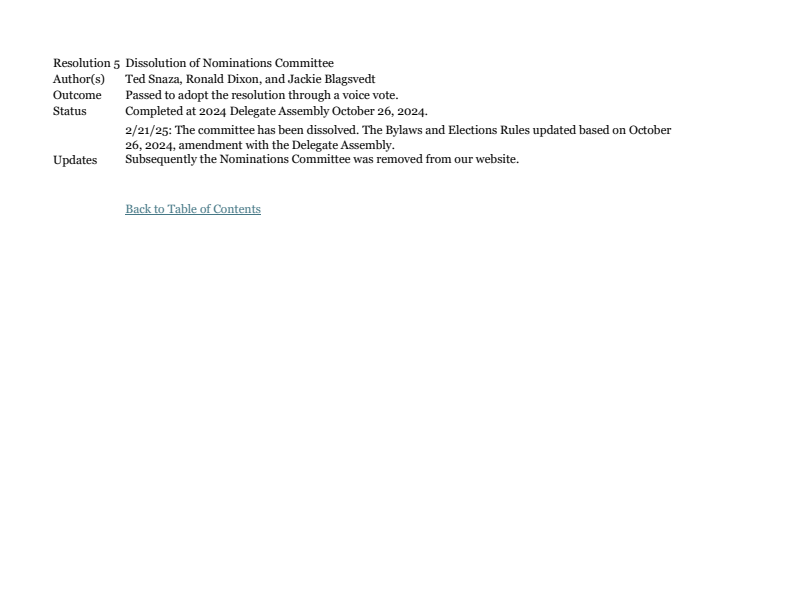 Resolution 5 Dissolution of Nominations Committee
Author(s) Ted Snaza, Ronald Dixon, and Jackie Blagsvedt
Outcome Passed to adopt the resolution through a voice vote.
Status Completed at 2024 Delegate Assembly October 26, 2024.
2/21/25: The committee has been dissolved. The Bylaws and Elections Rules updated based on October
26, 2024, amendment with the Delegate Assembly.
Updates Subsequently the Nominations Committee was removed from our website.
Back to Table of Contents